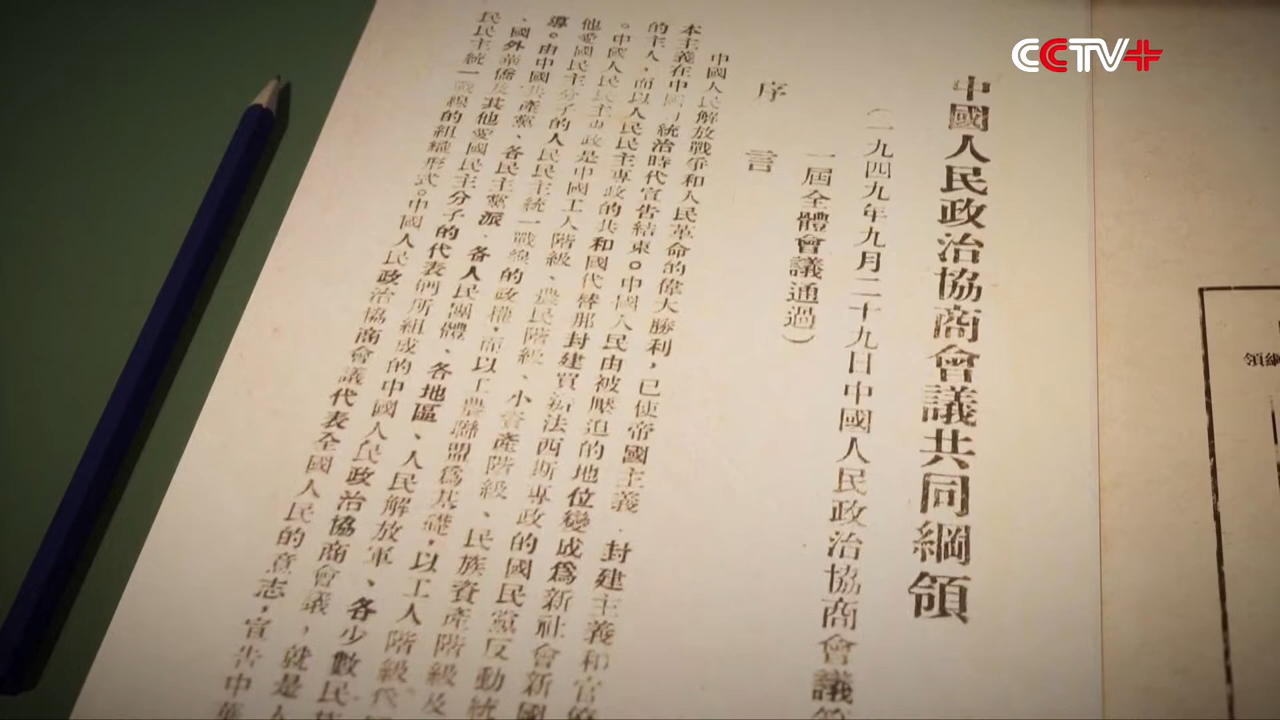 CCTV+
中國人民政治協商會議共同綱領
(一九四九年九月二十九日中國人民政治協商會議第
一屆全體會議通過)
序言
中國人民解放戰爭和人民革命的偉大勝利,已使帝國主義、封建主義和官僚
本主義在中國的統治時代宣告結束。中國人民由被壓迫的地位變成爲新社會新國
的主人,而以人民民主專政的共和國代替那封建買辦法西斯專政的國民黨反動統
。中國人民民主專政是中國工人階級、農民階級、小資產階級、民族資產階級及
他愛國民主分子的人民民主統一戰線的政權,而以工農聯盟爲基礎,以工人階級
導。由中國共產黨、各民主黨派、各人民團體、各地區、人民解放軍、各少數民族
、國外華僑及其他愛國民主分子的代表們所組成的中國人民政治協商會議,就是人
民民主統一戰線的組織形式。中國人民政治協商會議代表全國人民的意志,宣告中華